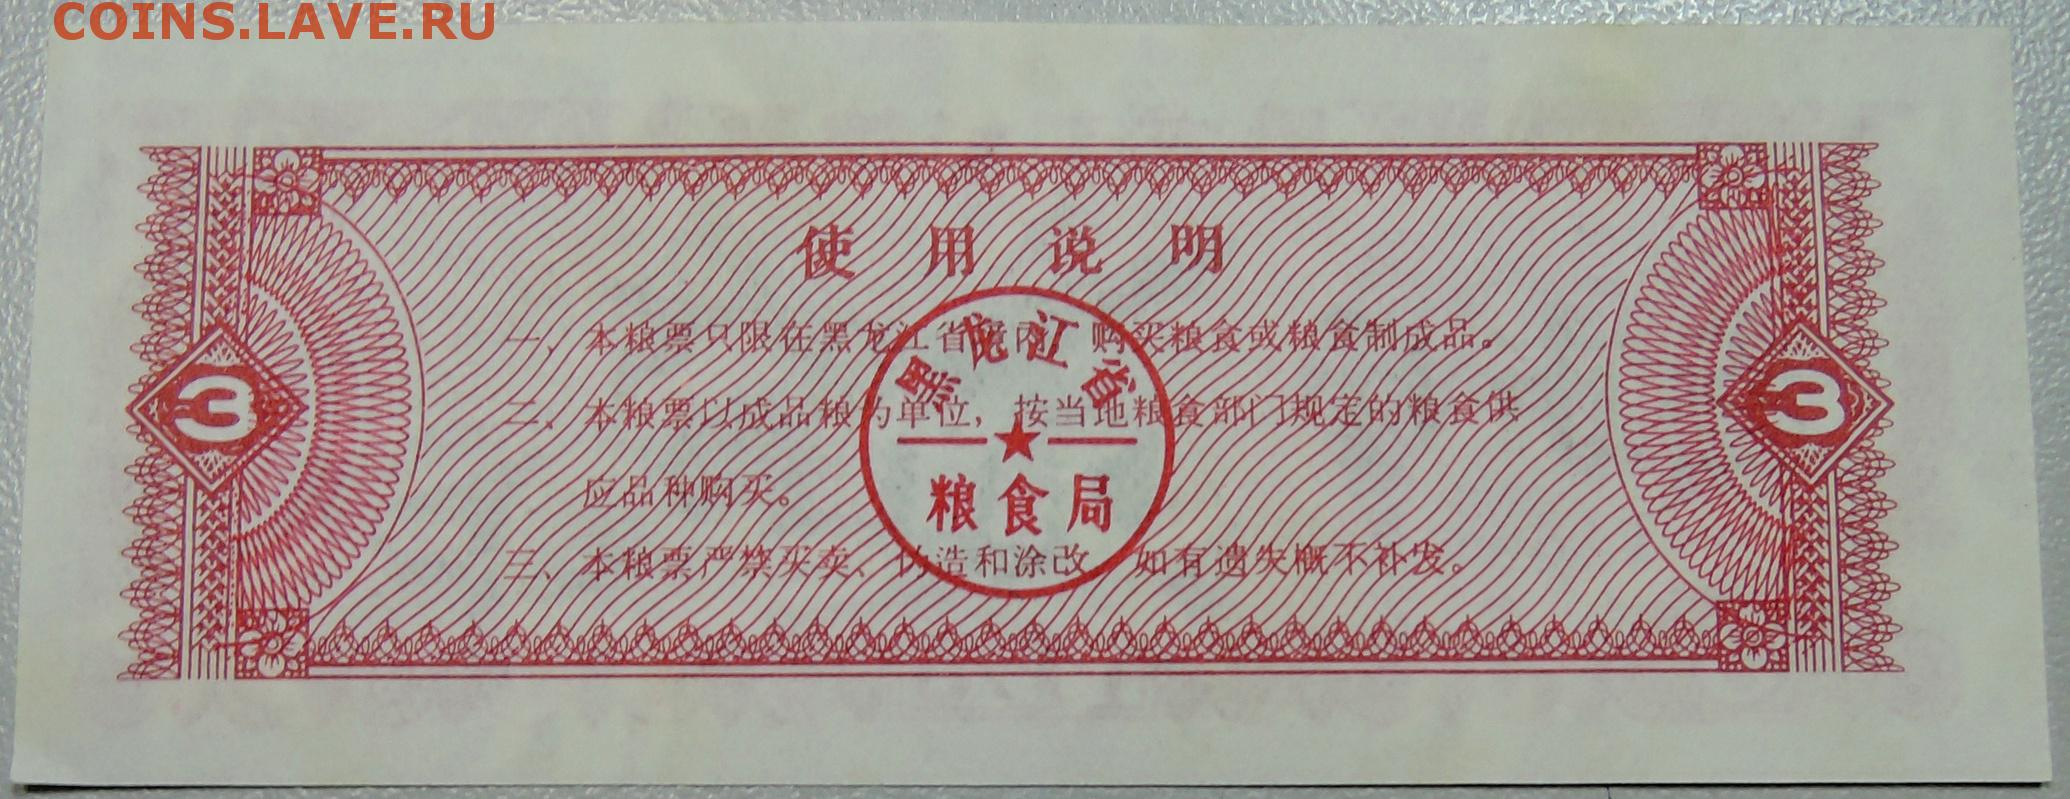 COINS.LAVE.RU
使用说明
一、本粮票只限在黑龙江省境内，购买粮食或粮食制成品。
二、本粮票以成品粮为单位，按当地粮食部门规定的粮食供
应品种购买。
三、本粮票严禁买卖、伪造和涂改，如有遗失概不补发。
黑龙江省
粮食局
3
3